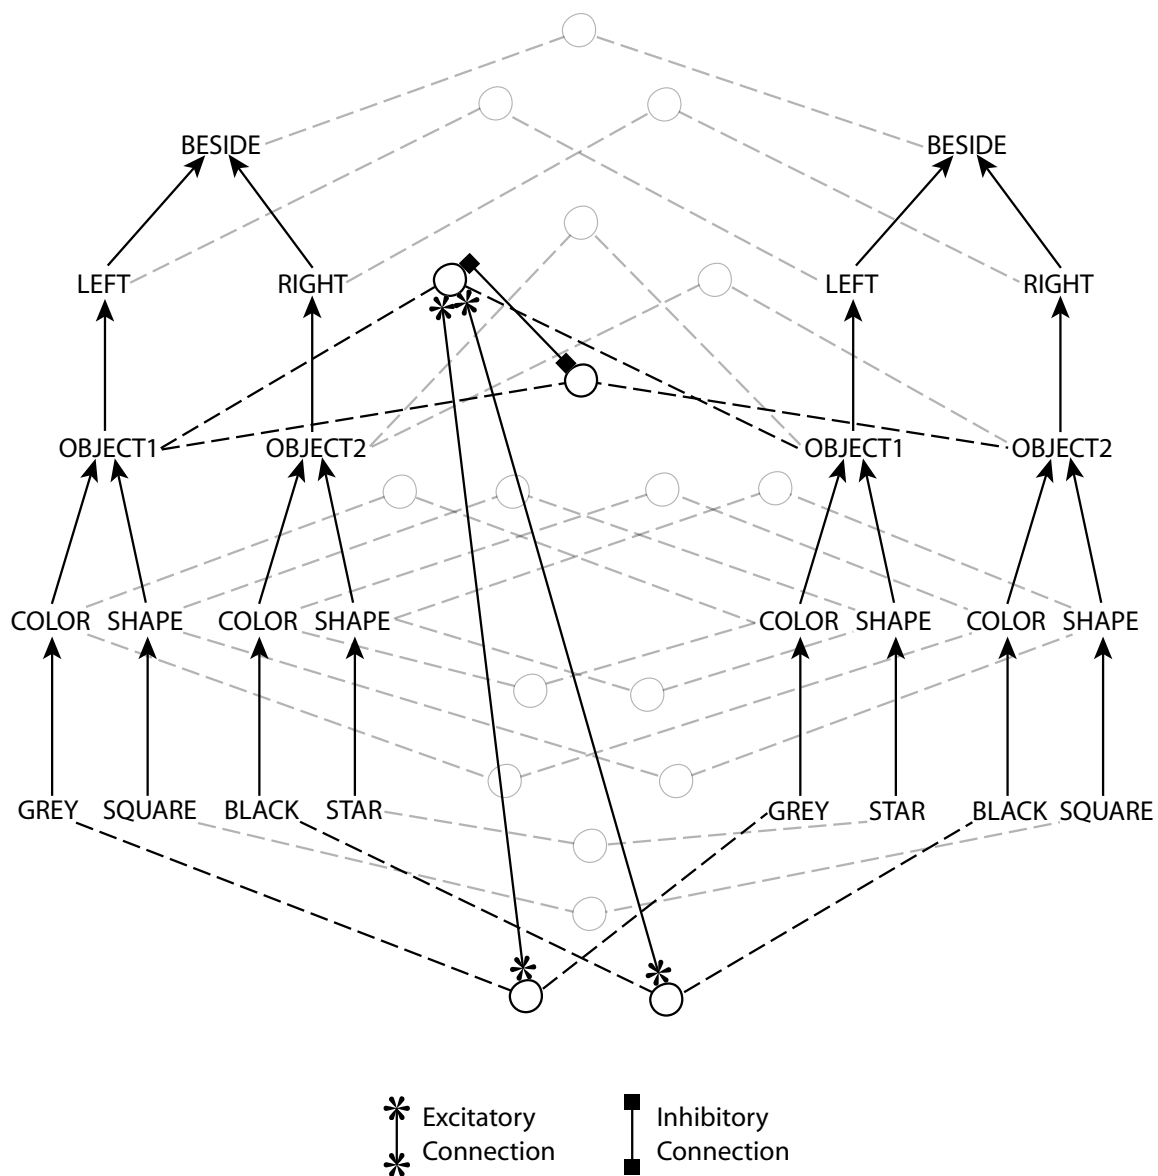 BESIDE BESIDE
LEFT RIGHT LEFT RIGHT
OBJECT1 OBJECT2 OBJECT1 OBJECT2
COLOR SHAPE COLOR SHAPE COLOR SHAPE COLOR SHAPE
GREY SQUARE BLACK STAR GREY STAR BLACK SQUARE
Excitatory Inhibitory
Connection Connection